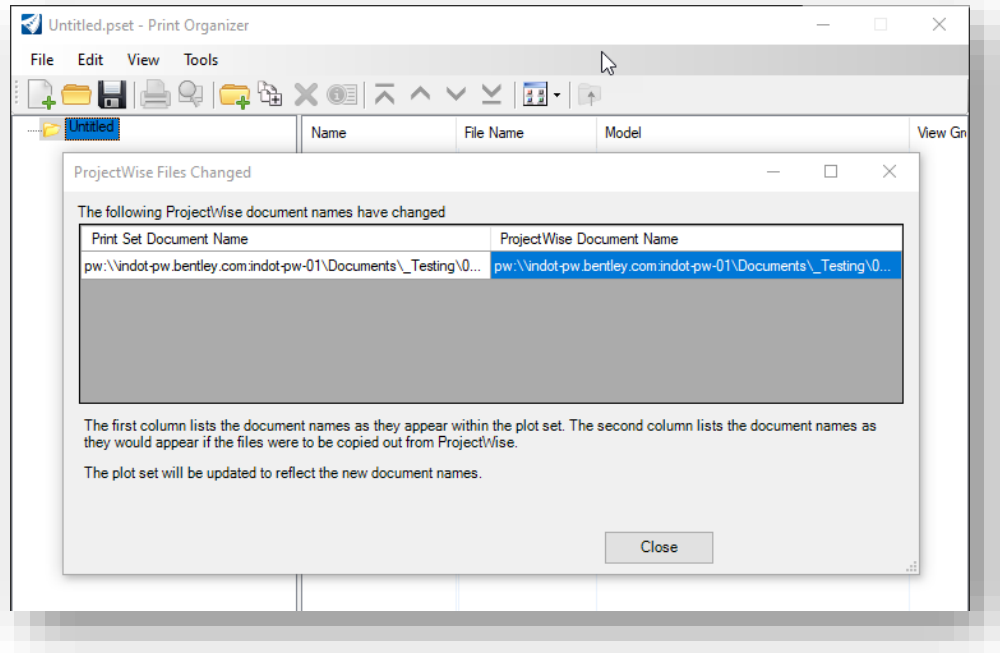 Untitled.pset - Print Organizer
File Edit View Tools
Untitled
Name File Name Model View Gn
ProjectWise Files Changed
The following ProjectWise document names have changed
Print Set Document Name ProjectWise Document Name
pw:\\indot-pw.bentley.com:indot-pw-01\Documents\_Testing\0... pw:\\indot-pw.bentley.com:indot-pw-01\Documents\_Testing\0...
The first column lists the document names as they appear within the plot set. The second column lists the document names as
they would appear if the files were to be copied out from ProjectWise.
The plot set will be updated to reflect the new document names.
Close